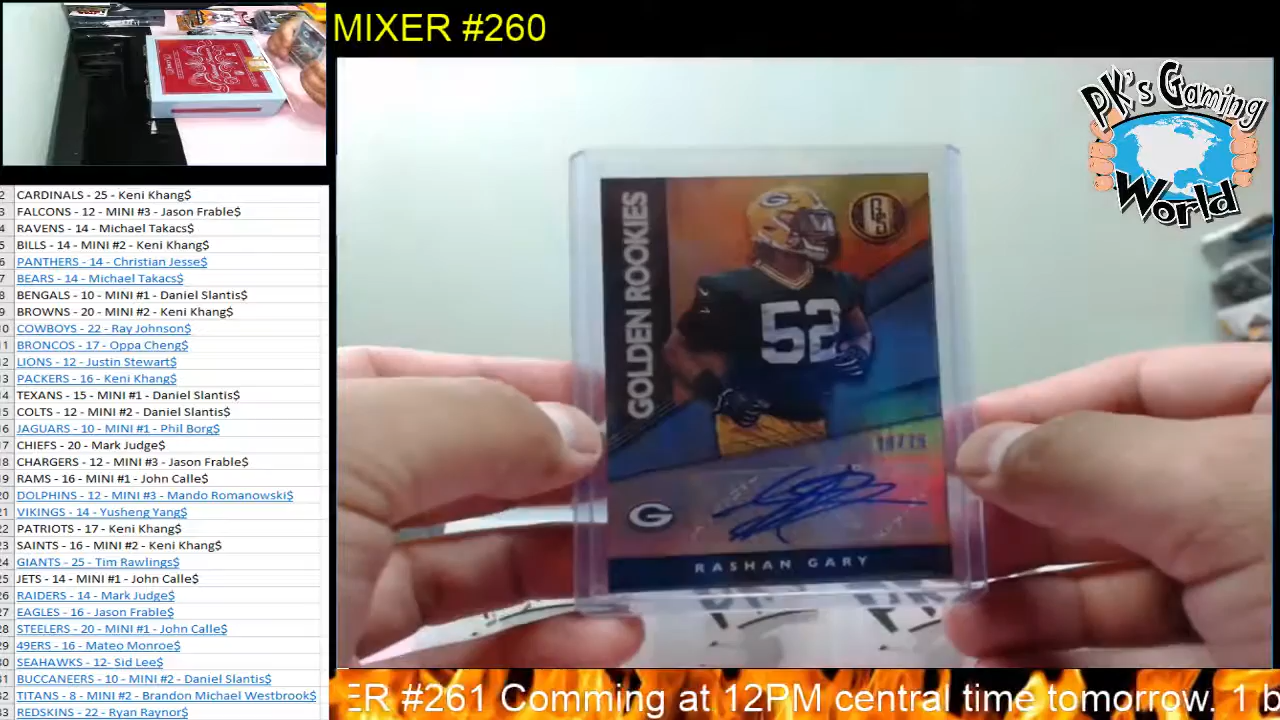 MIXER #260
PK's Gaming
World
2 CARDINALS - 25 - Keni Khang$
3 FALCONS - 12 - MINI #3 - Jason Frable$
4 RAVENS - 14 - Michael Takacs$
5 BILLS - 14 - MINI #2 - Keni Khang$
6 PANTHERS - 14 - Christian Jesse$
7 BEARS - 14 - Michael Takacs$
8 BENGALS - 10 - MINI #1 - Daniel Slantis$
9 BROWNS - 20 - MINI #2 - Keni Khang$
10 COWBOYS - 22 - Ray Johnson$
11 BRONCOS - 17 - Oppa Cheng$
12 LIONS - 12 - Justin Stewart$
13 PACKERS - 16 - Keni Khang$
14 TEXANS - 15 - MINI #1 - Daniel Slantis$
15 COLTS - 12 - MINI #2 - Daniel Slantis$
16 JAGUARS - 10 - MINI #1 - Phil Borg$
17 CHIEFS - 20 - Mark Judge$
18 CHARGERS - 12 - MINI #3 - Jason Frable$
19 RAMS - 16 - MINI #1 - John Calle$
20 DOLPHINS - 12 - MINI #3 - Mando Romanowski$
21 VIKINGS - 14 - Yusheng Yang$
22 PATRIOTS - 17 - Keni Khang$
23 SAINTS - 16 - MINI #2 - Keni Khang$
24 GIANTS - 25 - Tim Rawlings$
25 JETS - 14 - MINI #1 - John Calle$
26 RAIDERS - 14 - Mark Judge$
27 EAGLES - 16 - Jason Frable$
28 STEELERS - 20 - MINI #1 - John Calle$
29 49ERS - 16 - Mateo Monroe$
30 SEAHAWKS - 12- Sid Lee$
31 BUCCANEERS - 10 - MINI #2 - Daniel Slantis$
32 TITANS - 8 - MINI #2 - Brandon Michael Westbrook$
33 REDSKINS - 22 - Ryan Raynor$
GOLDEN ROOKIES
G
52
G
RASHAN GARY
ER #261 Comming at 12PM central time tomorrow. 1 b